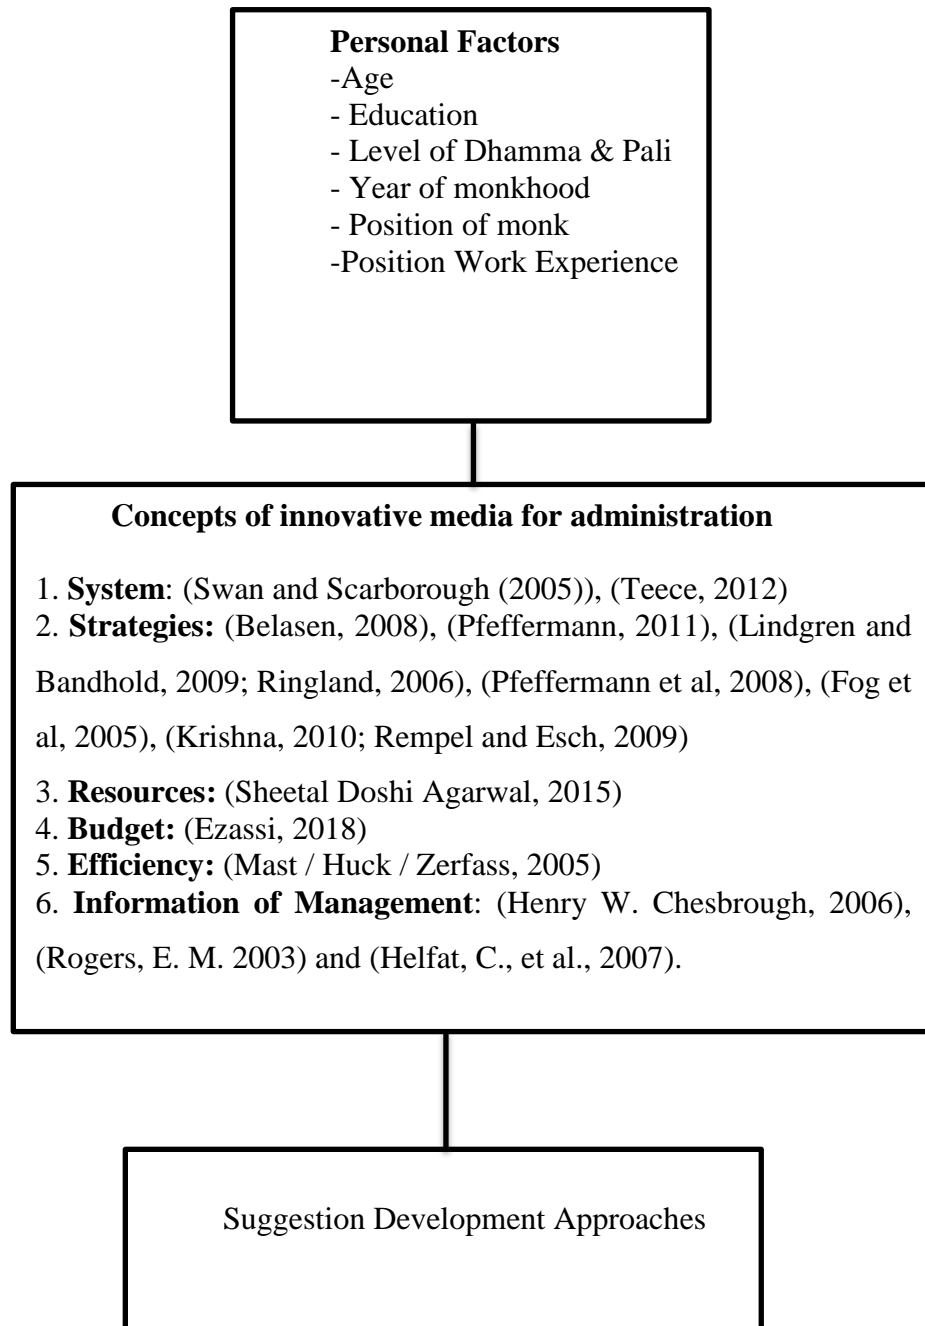 Personal Factors
-Age
- Education
- Level of Dhamma & Pali
- Year of monkhood
- Position of monk
-Position Work Experience
Concepts of innovative media for administration
1. System: (Swan and Scarborough (2005)), (Teece, 2012)
2. Strategies: (Belasen, 2008), (Pfeffermann, 2011), (Lindgren and
Bandhold, 2009; Ringland, 2006), (Pfeffermann et al, 2008), (Fog et
al, 2005), (Krishna, 2010; Rempel and Esch, 2009)
3. Resources: (Sheetal Doshi Agarwal, 2015)
4. Budget: (Ezassi, 2018)
5. Efficiency: (Mast / Huck / Zerfass, 2005)
6. Information of Management: (Henry W. Chesbrough, 2006),
(Rogers, E. M. 2003) and (Helfat, C., et al., 2007).
Suggestion Development Approaches